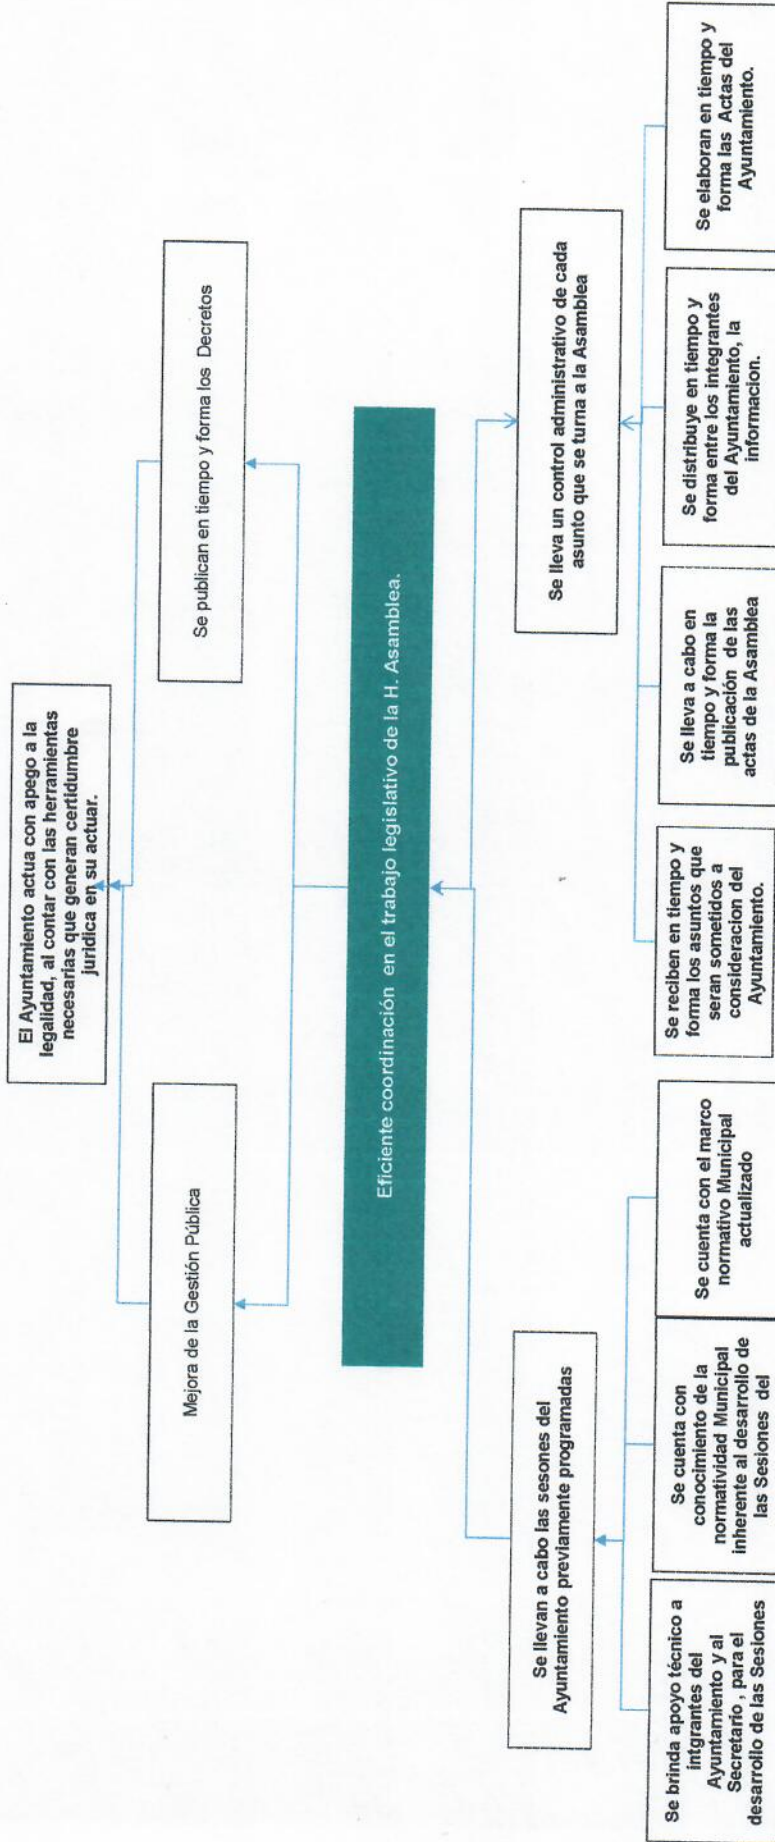 El Ayuntamiento actua con apego a la
legalidad, al contar con las herramientas
necesarias que generan certidumbre
juridica en su actuar.
Mejora de la Gestión Pública
Se publican en tiempo y forma los Decretos
Eficiente coordinación en el trabajo legislativo de la H. Asamblea.
Se llevan a cabo las sesones del
Ayuntamiento previamente programadas
Se lleva un control administrativo de cada
asunto que se turna a la Asamblea
Se brinda apoyo técnico a
intgrantes del
Ayuntamiento y al
Secretario , para el
desarrollo de las Sesiones
Se cuenta con
conocimiento de la
normatividad Municipal
inherente al desarrollo de
las Sesiones del
Se cuenta con el marco
normativo Municipal
actualizado
Se reciben en tiempo y
forma los asuntos que
seran sometidos a
consideracion del
Ayuntamiento.
Se lleva a cabo en
tiempo y forma la
publicación de las
actas de la Asamblea
Se distribuye en tiempo y
forma entre los integrantes
del Ayuntamiento, la
informacion.
Se elaboran en tiempo y
forma las Actas del
Ayuntamiento.